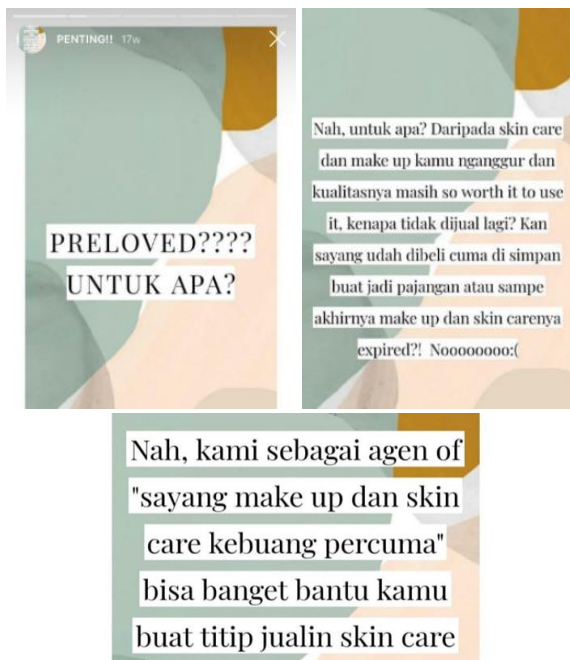 PENTING!! 17w
PRELOVED????
UNTUK APA?
Nah, untuk apa? Daripada skin care
dan make up kamu nganggur dan
kualitasnya masih so worth it to use
it, kenapa tidak dijual lagi? Kan
sayang udah dibeli cuma di simpan
buat jadi pajangan atau sampe
akhirnya make up dan skin carenya
expired?! Noooooooo:(
Nah, kami sebagai agen of
"sayang make up dan skin
care kebuang percuma"
bisa banget bantu kamu
buat titip jualin skin care